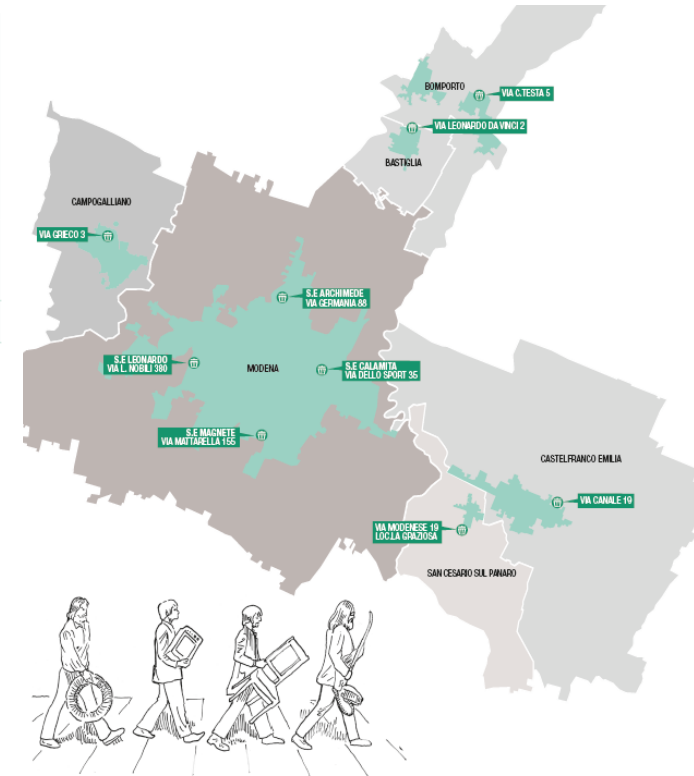 BOMPORTO
VIA C.TESTA 5
VIA LEONARDO DA VINCI 2
BASTIGLIA
CAMPOGALLIANO
VIA GRIECO 3
S.E ARCHIMEDE
VIA GERMANIA 88
S.E LEONARDO
VIA L. NOBILI 380
MODENA
S.E CALAMITA
VIA DELLO SPORT 35
S.E MAGNETE
VIA MATTARELLA 155
CASTELFRANCO EMILIA
VIA CANALE 19
VIA MODENESE 19
LOC.LA GRAZIOSA
SAN CESARIO SUL PANARO